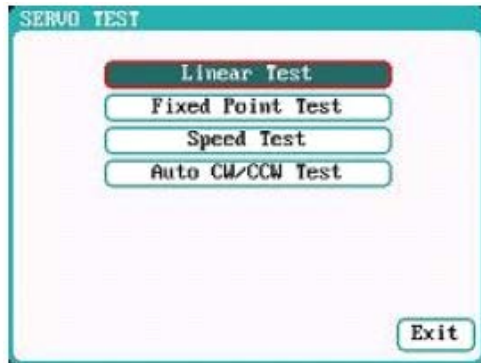 SERVO TEST
Linear Test
Fixed Point Test
Speed Test
Auto CW/CCW Test
Exit